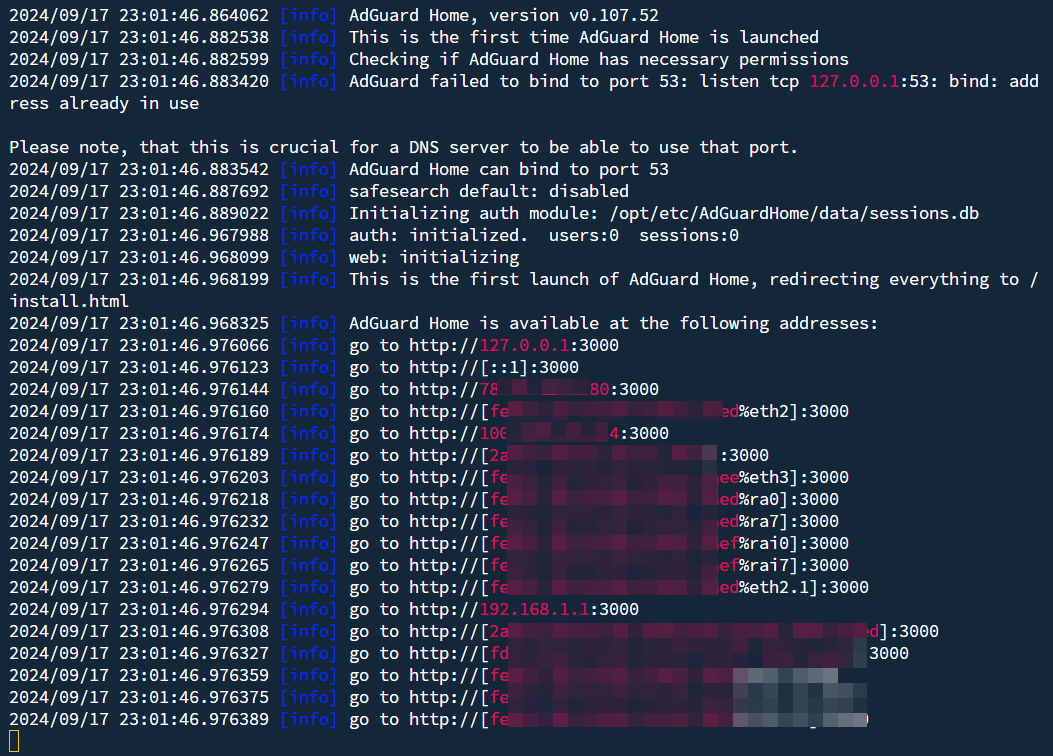 2024/09/17 23:01:46.864062 [info] AdGuard Home, version v0.107.52
2024/09/17 23:01:46.882538 [info] This is the first time AdGuard Home is launched
2024/09/17 23:01:46.882599 [info] Checking if AdGuard Home has necessary permissions
2024/09/17 23:01:46.883420 [info] AdGuard failed to bind to port 53: listen tcp 127.0.0.1:53: bind: add
ress already in use
Please note, that this is crucial for a DNS server to be able to use that port.
2024/09/17 23:01:46.883542 [info] AdGuard Home can bind to port 53
2024/09/17 23:01:46.887692 [info] safesearch default: disabled
2024/09/17 23:01:46.889022 [info] Initializing auth module: /opt/etc/AdGuardHome/data/sessions.db
2024/09/17 23:01:46.967988 [info] auth: initialized.  users:0  sessions:0
2024/09/17 23:01:46.968099 [info] web: initializing
2024/09/17 23:01:46.968199 [info] This is the first launch of AdGuard Home, redirecting everything to /
install.html
2024/09/17 23:01:46.968325 [info] AdGuard Home is available at the following addresses:
2024/09/17 23:01:46.976066 [info] go to http://127.0.0.1:3000
2024/09/17 23:01:46.976123 [info] go to http://[::1]:3000
2024/09/17 23:01:46.976144 [info] go to http://78 80:3000
2024/09/17 23:01:46.976160 [info] go to http://[fe ed%eth2]:3000
2024/09/17 23:01:46.976174 [info] go to http://100 4:3000
2024/09/17 23:01:46.976189 [info] go to http://[2a :3000
2024/09/17 23:01:46.976203 [info] go to http://[fe ee%eth3]:3000
2024/09/17 23:01:46.976218 [info] go to http://[fe ed%ra0]:3000
2024/09/17 23:01:46.976232 [info] go to http://[fe ed%ra7]:3000
2024/09/17 23:01:46.976247 [info] go to http://[fe ef%rai0]:3000
2024/09/17 23:01:46.976265 [info] go to http://[fe ef%rai7]:3000
2024/09/17 23:01:46.976279 [info] go to http://[fe ed%eth2.1]:3000
2024/09/17 23:01:46.976294 [info] go to http://192.168.1.1:3000
2024/09/17 23:01:46.976308 [info] go to http://[2a d]:3000
2024/09/17 23:01:46.976327 [info] go to http://[fd 3000
2024/09/17 23:01:46.976359 [info] go to http://[fe
2024/09/17 23:01:46.976375 [info] go to http://[fe
2024/09/17 23:01:46.976389 [info] go to http://[fe